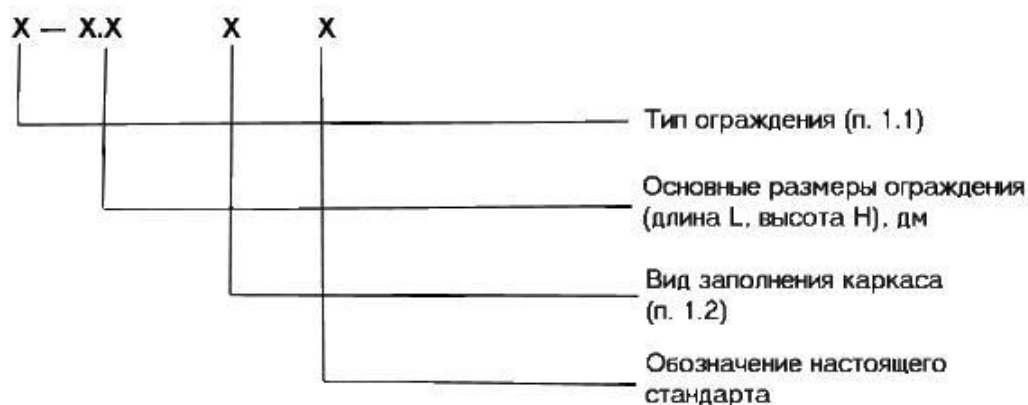 X — X.X X X
Тип ограждения (п. 1.1)
Основные размеры ограждения
(длина L, высота H), дм
Вид заполнения каркаса
(п. 1.2)
Обозначение настоящего
стандарта